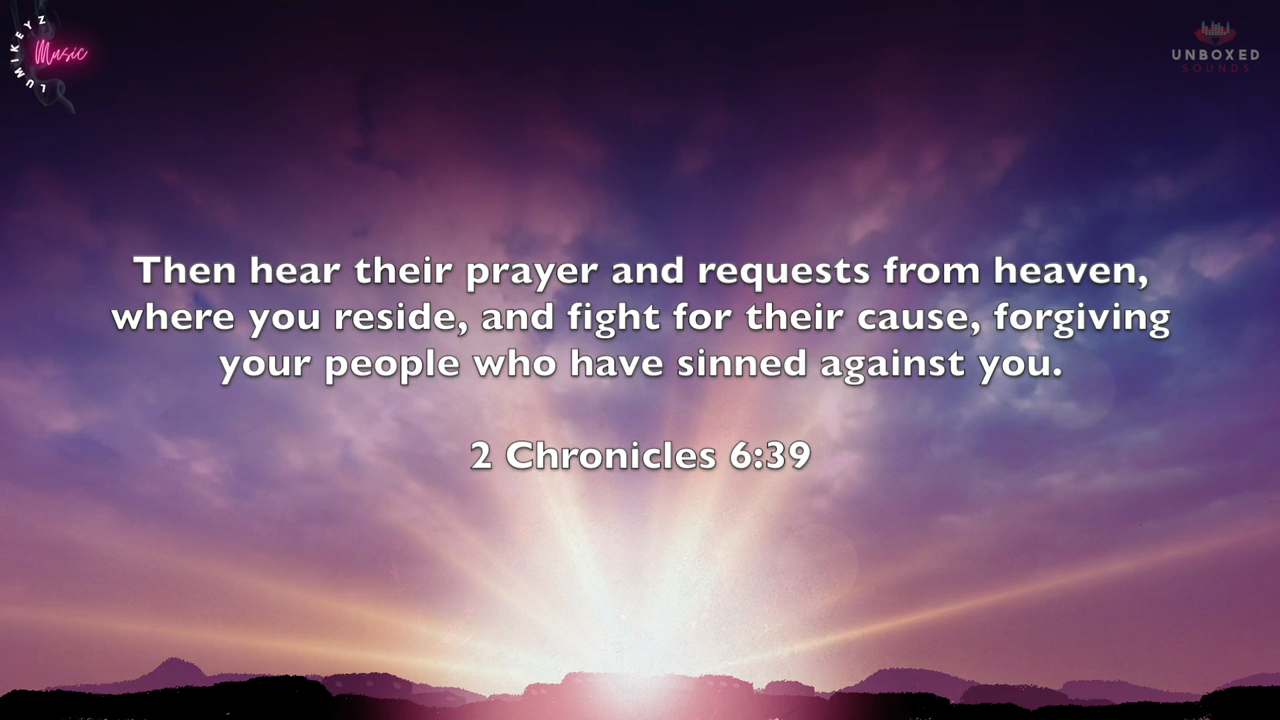 LUMIKEYZ
Music
UNBOXED
SOUNDS
Then hear their prayer and requests from heaven,
where you reside, and fight for their cause, forgiving
your people who have sinned against you.
2 Chronicles 6:39